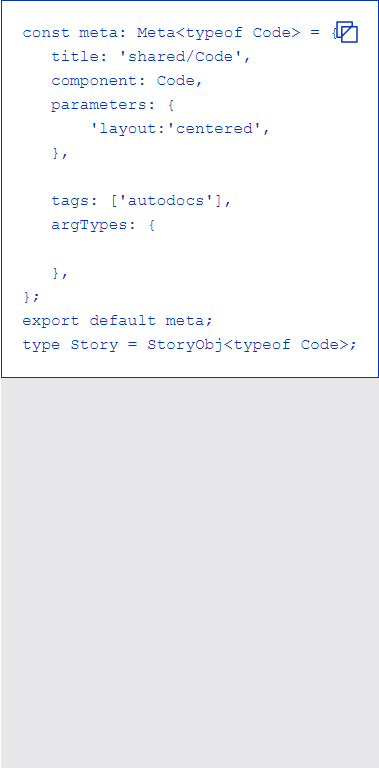 const meta: Meta<typeof Code> = {
title: 'shared/Code',
component: Code,
parameters: {
'layout:'centered',
},
tags: ['autodocs'],
argTypes: {
},
};
export default meta;
type Story = StoryObj<typeof Code>;